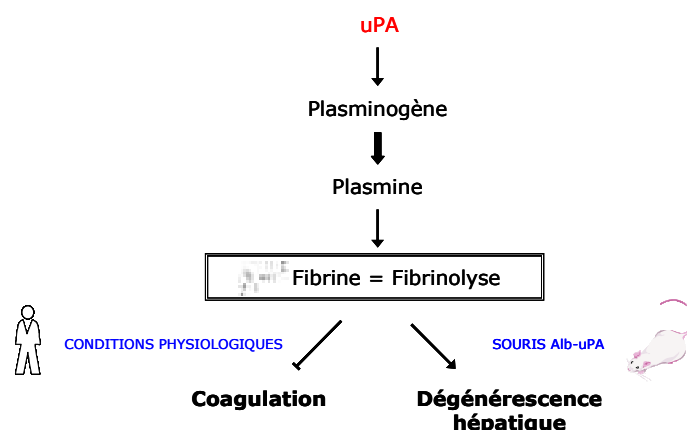 uPA
Plasminogène
Plasmine
Fibrine = Fibrinolyse
CONDITIONS PHYSIOLOGIQUES
SOURIS Alb-uPA
Coagulation
Dégénérescence
hépatique